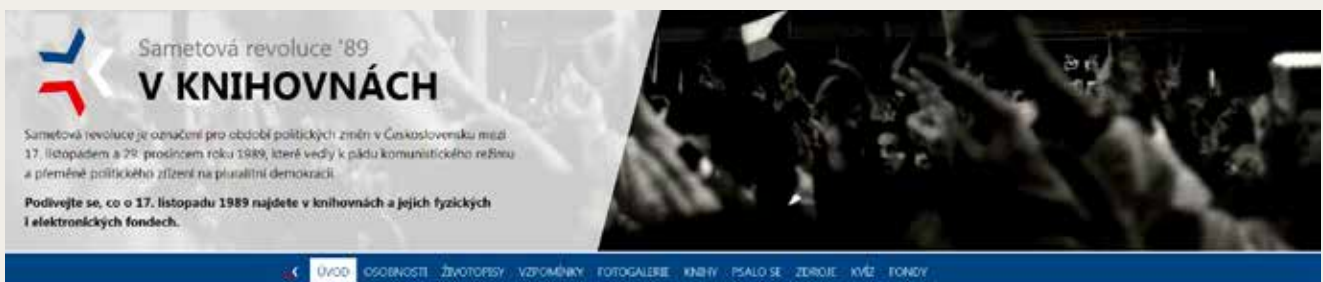 Sametová revoluce '89
V KNIHOVNÁCH
Sametová revoluce je označení pro období politických změn v Československu mezi
17. listopadem a 29. prosincem roku 1989, které vedly k pádu komunistického režimu
a přeměně politického zřízení na pluralitní demokracii.
Podívejte se, co o 17. listopadu 1989 najdete v knihovnách a jejich fyzických
i elektronických fondech.
ÚVOD OSOBNOSTI ŽIVOTOPISY VZPOMÍNKY FOTOGALERIE KNIHY PSALO SE ZDROJE KVÍZ FONDY